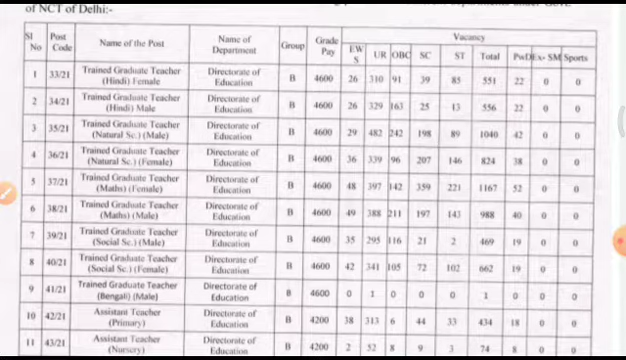 of NCT of Delhi:-
Sl No Post Code Name of the Post Name of Department Group Grade Pay Vacancy
EWS UR OBC SC ST Total PwD Ex-SM Sports
1 33/21 Trained Graduate Teacher (Hindi) Female Directorate of Education B 4600 26 310 91 39 85 551 22 0 0
2 34/21 Trained Graduate Teacher (Hindi) Male Directorate of Education B 4600 26 329 163 25 13 556 22 0 0
3 35/21 Trained Graduate Teacher (Natural Sc.) (Male) Directorate of Education B 4600 29 482 242 198 89 1040 42 0 0
4 36/21 Trained Graduate Teacher (Natural Sc.) (Female) Directorate of Education B 4600 36 339 96 207 146 824 38 0 0
5 37/21 Trained Graduate Teacher (Maths) (Female) Directorate of Education B 4600 48 397 142 359 221 1167 52 0 0
6 38/21 Trained Graduate Teacher (Maths) (Male) Directorate of Education B 4600 49 388 211 197 143 988 40 0 0
7 39/21 Trained Graduate Teacher (Social Sc.) (Male) Directorate of Education B 4600 35 295 116 21 2 469 19 0 0
8 40/21 Trained Graduate Teacher (Social Sc.) (Female) Directorate of Education B 4600 42 341 105 72 102 662 19 0 0
9 41/21 Trained Graduate Teacher (Bengali) (Male) Directorate of Education B 4600 0 1 0 0 0 1 0 0 0
10 42/21 Assistant Teacher (Primary) Directorate of Education B 4200 38 313 6 44 33 434 18 0 0
11 43/21 Assistant Teacher (Nursery) Directorate of Education B 4200 2 52 8 9 3 74 8 0 0